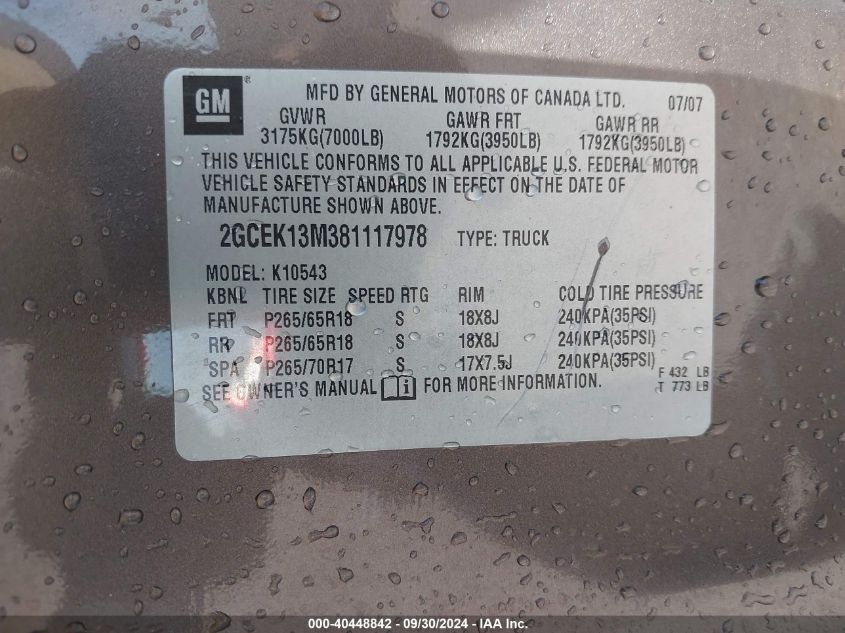 GM ®
MFD BY GENERAL MOTORS OF CANADA LTD. 07/07
GVWR GAWR FRT GAWR RR
3175KG(7000LB) 1792KG(3950LB) 1792KG(3950LB)
THIS VEHICLE CONFORMS TO ALL APPLICABLE U.S. FEDERAL MOTOR
VEHICLE SAFETY STANDARDS IN EFFECT ON THE DATE OF
MANUFACTURE SHOWN ABOVE.
2GCEK13M381117978 TYPE: TRUCK
MODEL: K10543
KBNL TIRE SIZE SPEED RTG RIM COLD TIRE PRESSURE
FRT P265/65R18 S 18X8J 240KPA(35PSI)
RR P265/65R18 S 18X8J 240KPA(35PSI)
SPA P265/70R17 S 17X7.5J 240KPA(35PSI)
SEE OWNER'S MANUAL i FOR MORE INFORMATION.
F 432 LB
T 773 LB
000-40448842 - 09/30/2024 - IAA Inc.